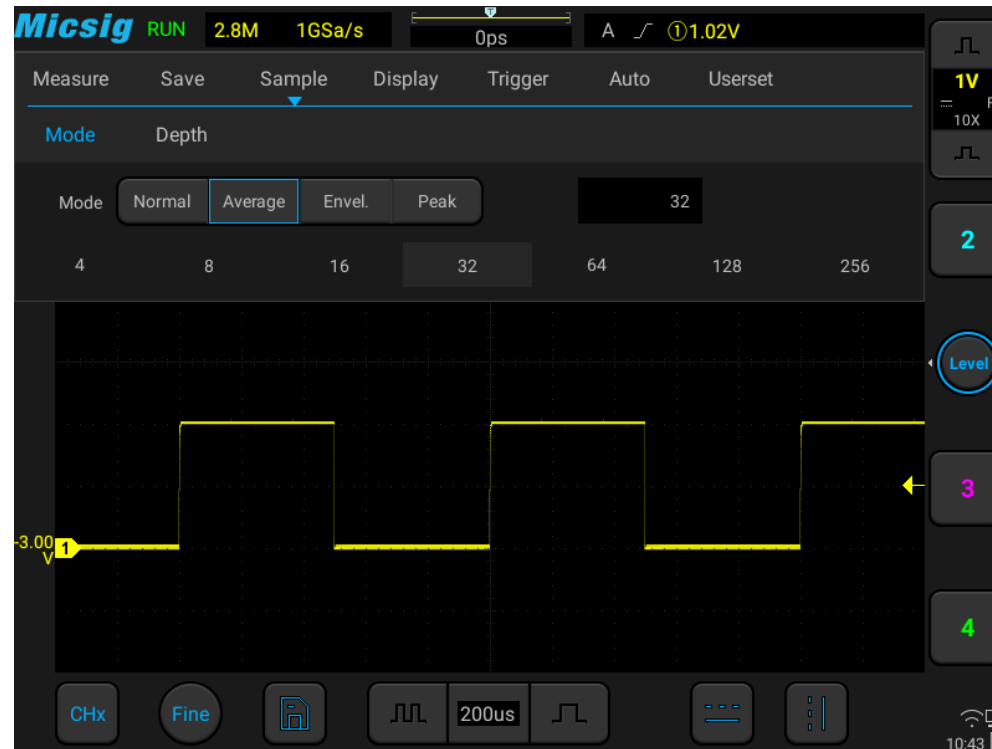 Micsig RUN 2.8M 1GSa/s T 0ps A ①1.02V
Measure Save Sample Display Trigger Auto Userset
1V
10X
Mode Depth
Mode Normal Average Envel. Peak 32
4 8 16 32 64 128 256
2
Level
3
-3.00
V
1
4
CHx Fine 200us
10:43